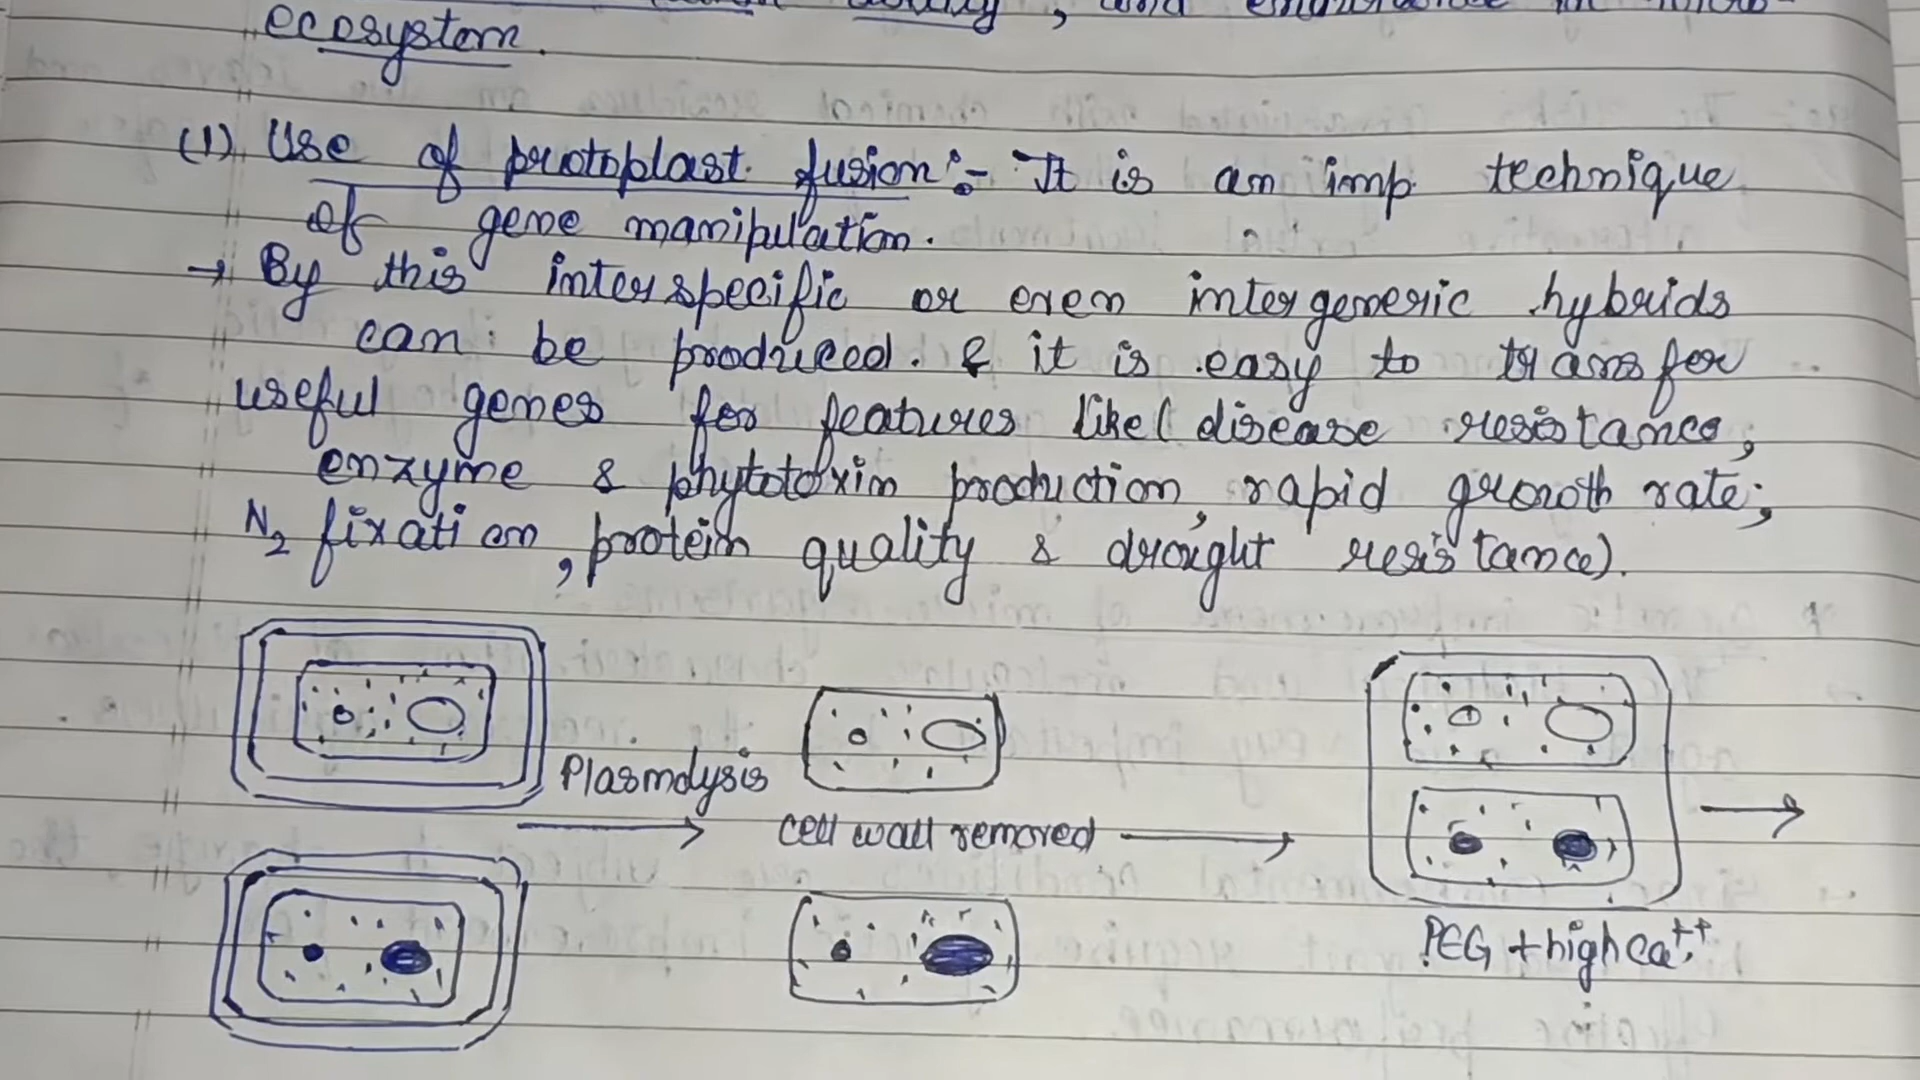 , and
ecosystem.
(1) Use of protoplast fusion :- It is an imp. technique
of gene manipulation.
→ By this interspecific or even intergeneric hybrids
can be produced. & it is easy to transfer
useful genes for features like ( disease resistance,
enzyme & phytotoxin production, rapid growth rate,
N2 fixation, protein quality & drought resistance).
Plasmolysis
cell wall removed
PEG + high ca++